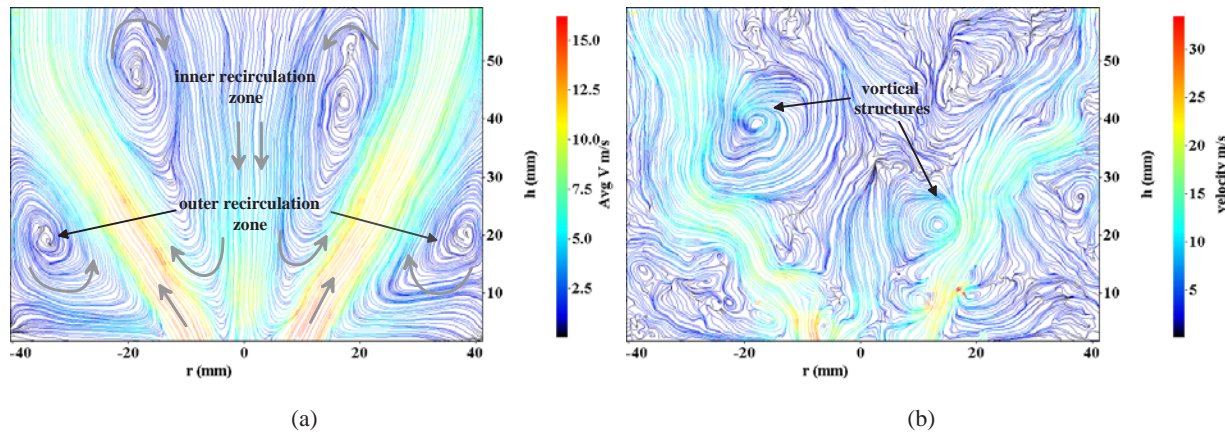 inner recirculation
zone
outer recirculation
zone
-40 -20 0 20 40
r (mm)
50
40
30
20
10
h (mm)
15.0
12.5
10.0
7.5
5.0
2.5
Avg V m/s
(a)
vortical
structures
-40 -20 0 20 40
r (mm)
50
40
30
20
10
h (mm)
30
25
20
15
10
5
velocity m/s
(b)